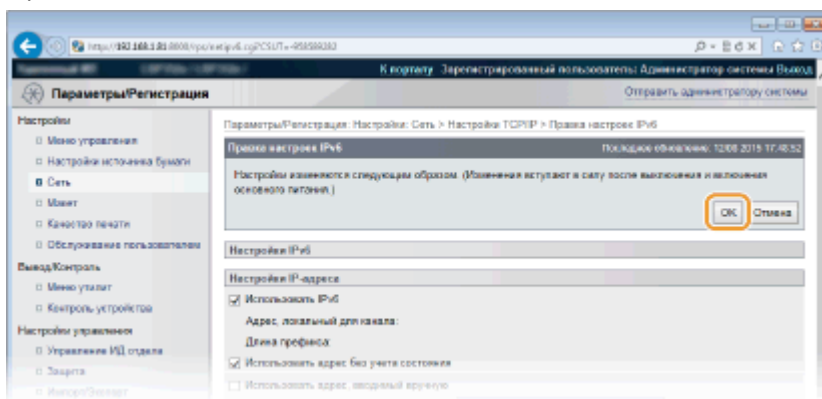 К порталу Зарегистрированный пользователь: Администратор системы Выход
Параметры/Регистрация
Отправить администратору системы
Настройки
Меню управления
Настройки источника бумаги
Сеть
Макет
Качество печати
Обслуживание пользователем
Вывод/Контроль
Меню утилит
Контроль устройства
Настройки управления
Управление ИД отдела
Защита
Импорт/Экспорт
Параметры/Регистрация: Настройки: Сеть > Настройки TCP/IP > Правка настроек IPv6
Правка настроек IPv6
Последнее обновление: 12/08 2015 17:48:52
Настройки изменяются следующим образом. (Изменения вступают в силу после выключения и включения
основного питания.)
OK
Отмена
Настройки IPv6
Настройки IP-адреса
Использовать IPv6
Адрес, локальный для канала:
Длина префикса:
Использовать адрес без учета состояния
Использовать адрес, вводимый вручную